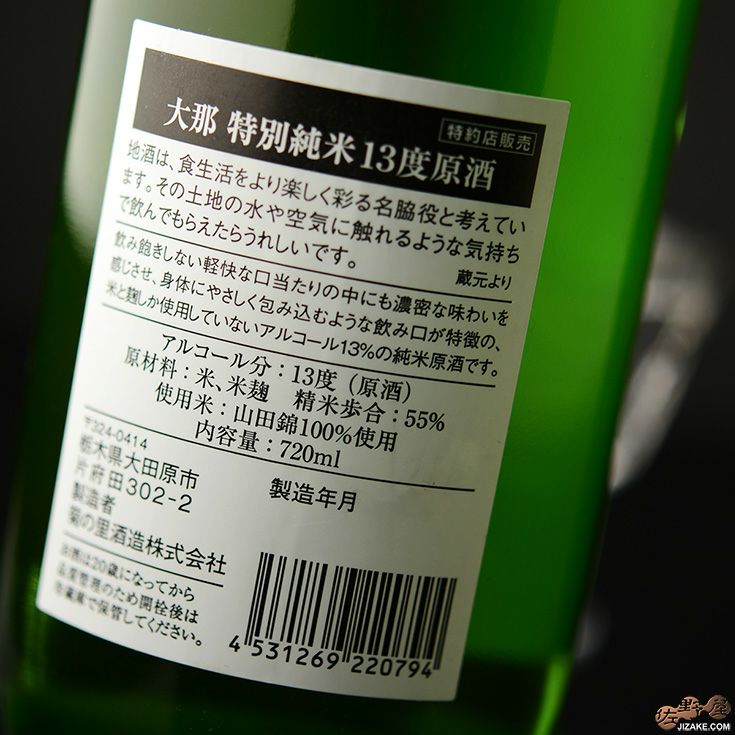 特約店販売
大那 特別純米 13度原酒
地酒は、食生活をより楽しく彩る名脇役と考えてい
ます。その土地の水や空気に触れるような気持ち
で飲んでもらえたらうれしいです。
蔵元より
飲み飽きしない軽快な口当たりの中にも濃密な味わいを
感じさせ、身体にやさしく包み込むような飲み口が特徴の、
米と麹しか使用していないアルコール13%の純米原酒です。
アルコール分：13度（原酒）
原材料：米、米麹 精米歩合：55%
使用米：山田錦100%使用
内容量：720ml
〒324-0414
栃木県大田原市
片府田302-2
製造者
菊の里酒造株式会社
製造年月
お酒は20歳になってから
品質管理のため開栓後は
冷蔵庫で保管してください。
4 531269 220794
佐野屋
JIZAKE.COM